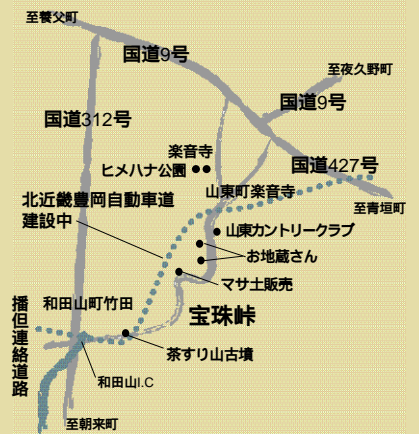 至養父町
国道9号
至夜久野町
国道9号
国道312号
楽音寺
ヒメハナ公園
国道427号
山東町楽音寺
北近畿豊岡自動車道
建設中
至青垣町
山東カントリークラブ
お地蔵さん
マサ土販売
和田山町竹田
宝珠峠
播但連絡道路
茶すり山古墳
和田山I.C
至朝来町